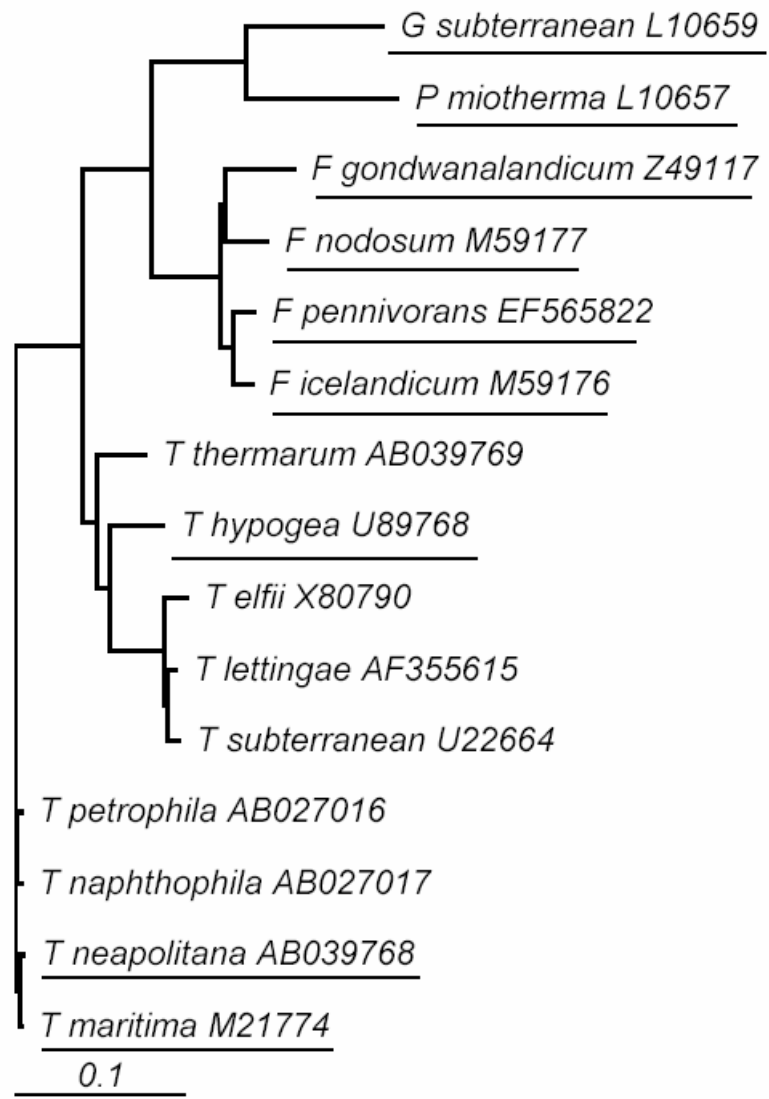 G subterranean L10659
P miotherma L10657
F gondwanalandicum Z49117
F nodosum M59177
F pennivorans EF565822
F icelandicum M59176
T thermarum AB039769
T hypogea U89768
T elfii X80790
T lettingae AF355615
T subterranean U22664
T petrophila AB027016
T naphthophila AB027017
T neapolitana AB039768
T maritima M21774
0.1